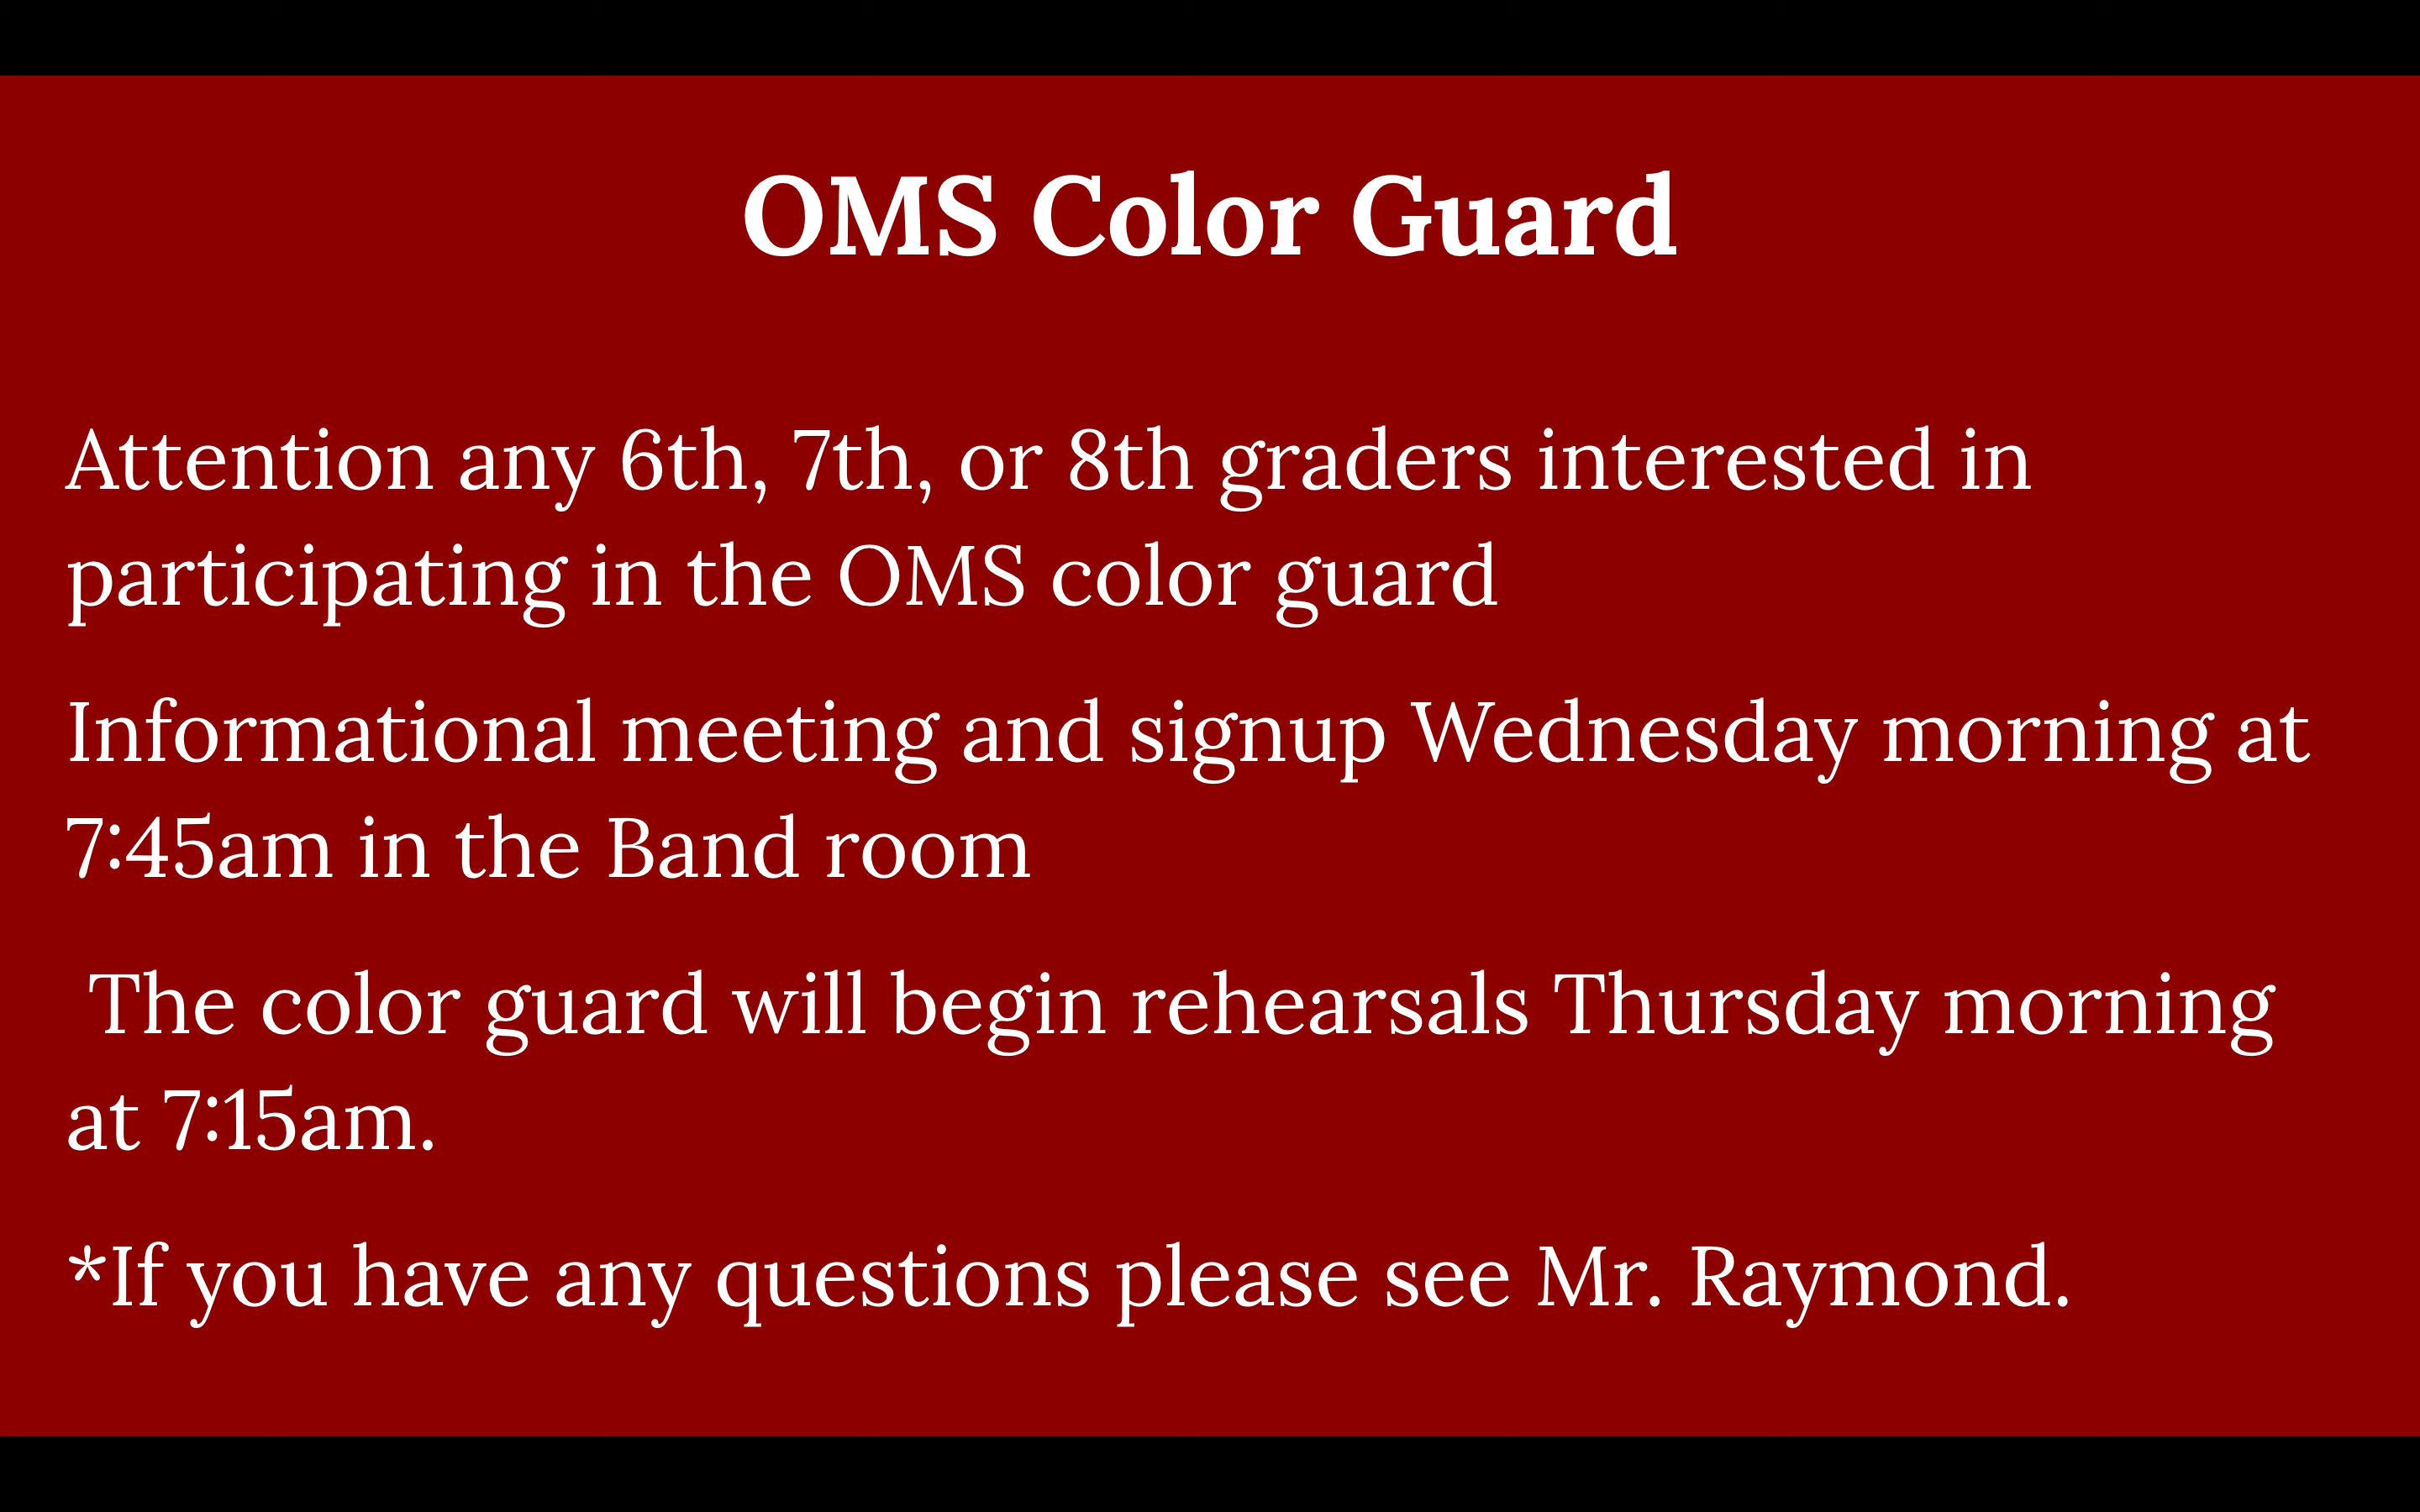 OMS Color Guard
Attention any 6th, 7th, or 8th graders interested in
participating in the OMS color guard
Informational meeting and signup Wednesday morning at
7:45am in the Band room
The color guard will begin rehearsals Thursday morning
at 7:15am.
*If you have any questions please see Mr. Raymond.